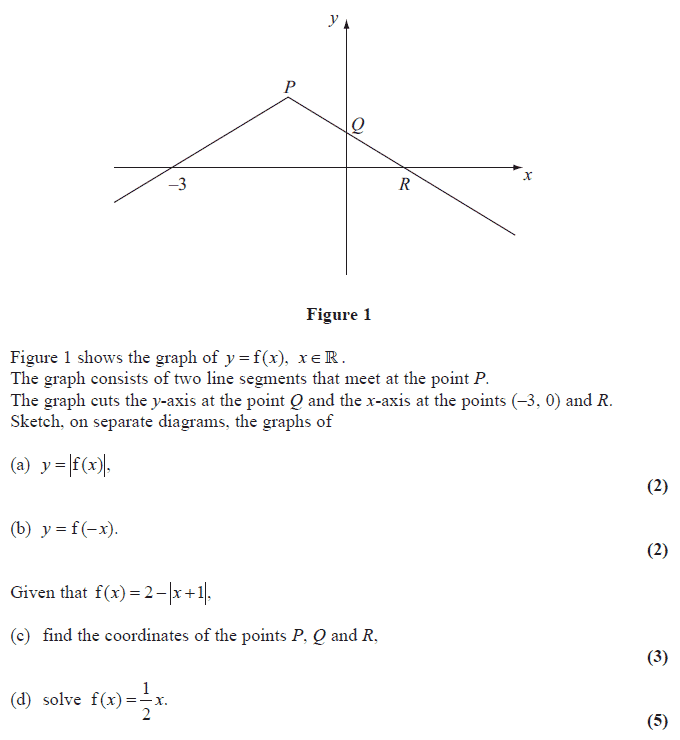 y
P
Q
x
–3
R
Figure 1
Figure 1 shows the graph of y = f(x), x ∈ ℝ.
The graph consists of two line segments that meet at the point P.
The graph cuts the y-axis at the point Q and the x-axis at the points (–3, 0) and R.
Sketch, on separate diagrams, the graphs of
(a) y = |f(x)|,
(2)
(b) y = f(–x).
(2)
Given that f(x) = 2 – |x + 1|,
(c) find the coordinates of the points P, Q and R,
(3)
(d) solve f(x) = 1/2 x.
(5)